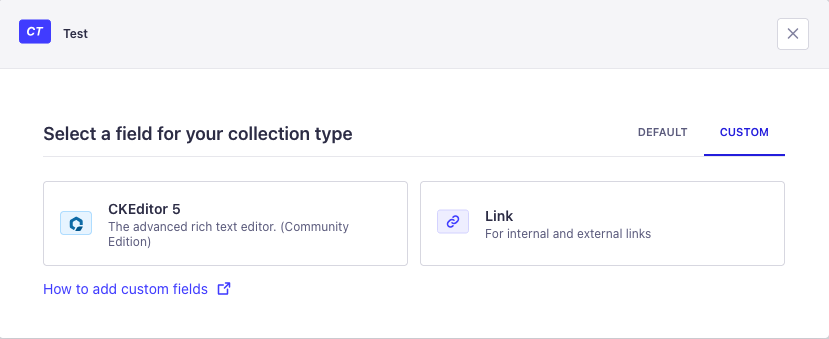 CT Test
Select a field for your collection type
DEFAULT CUSTOM
CKEditor 5
The advanced rich text editor. (Community
Edition)
Link
For internal and external links
How to add custom fields